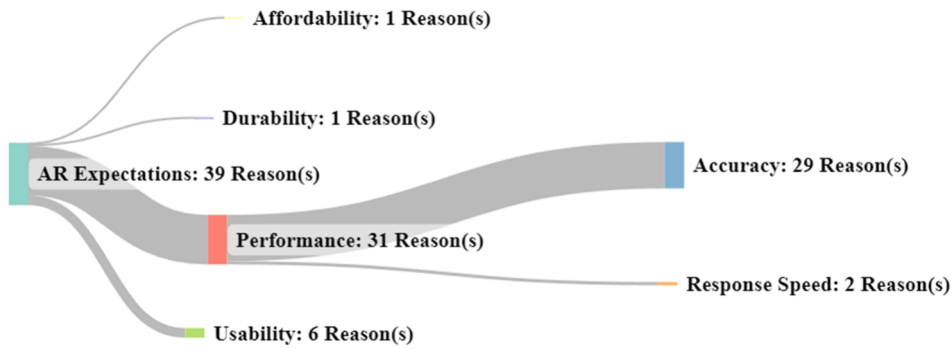 Affordability: 1 Reason(s)
Durability: 1 Reason(s)
AR Expectations: 39 Reason(s)
Accuracy: 29 Reason(s)
Performance: 31 Reason(s)
Response Speed: 2 Reason(s)
Usability: 6 Reason(s)